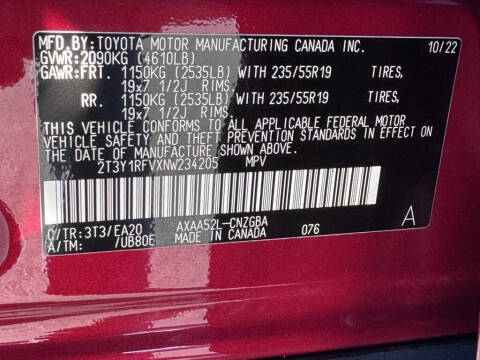 MFD.BY:TOYOTA MOTOR MANUFACTURING CANADA INC. 10/22
GVWR:2090KG (4610LB)
GAWR:FRT. 1150KG (2535LB) WITH 235/55R19 TIRES,
19x7 1/2J RIMS.
RR. 1150KG (2535LB) WITH 235/55R19 TIRES,
19x7 1/2J RIMS.
THIS VEHICLE CONFORMS TO ALL APPLICABLE FEDERAL MOTOR
VEHICLE SAFETY AND THEFT PREVENTION STANDARDS IN EFFECT
ON THE DATE OF MANUFACTURE SHOWN ABOVE.
2T3Y1RFVXNW234205 MPV
C/TR:3T3/EA20 AXAA52L-CNZGBA
A/TM: /UB80E MADE IN CANADA 076 A